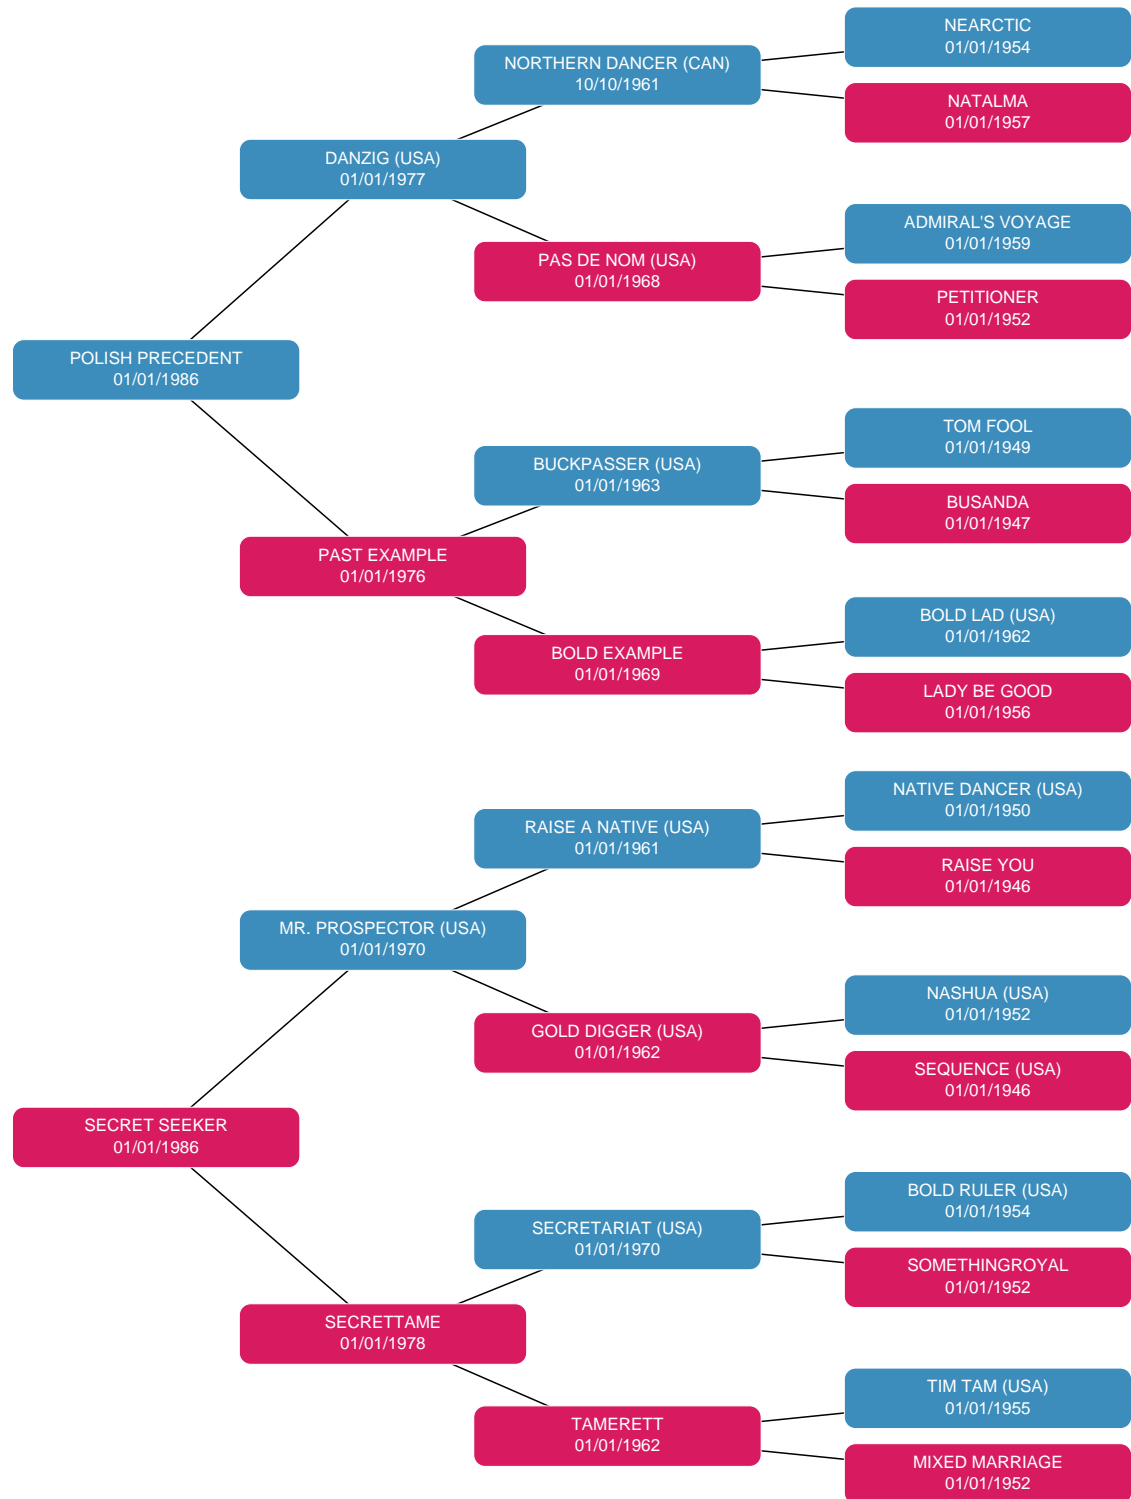 NEARCTIC
01/01/1954
NORTHERN DANCER (CAN)
10/10/1961
NATALMA
01/01/1957
DANZIG (USA)
01/01/1977
ADMIRAL'S VOYAGE
01/01/1959
PAS DE NOM (USA)
01/01/1968
PETITIONER
01/01/1952
POLISH PRECEDENT
01/01/1986
TOM FOOL
01/01/1949
BUCKPASSER (USA)
01/01/1963
BUSANDA
01/01/1947
PAST EXAMPLE
01/01/1976
BOLD LAD (USA)
01/01/1962
BOLD EXAMPLE
01/01/1969
LADY BE GOOD
01/01/1956
NATIVE DANCER (USA)
01/01/1950
RAISE A NATIVE (USA)
01/01/1961
RAISE YOU
01/01/1946
MR. PROSPECTOR (USA)
01/01/1970
NASHUA (USA)
01/01/1952
GOLD DIGGER (USA)
01/01/1962
SEQUENCE (USA)
01/01/1946
SECRET SEEKER
01/01/1986
BOLD RULER (USA)
01/01/1954
SECRETARIAT (USA)
01/01/1970
SOMETHINGROYAL
01/01/1952
SECRETTAME
01/01/1978
TIM TAM (USA)
01/01/1955
TAMERETT
01/01/1962
MIXED MARRIAGE
01/01/1952